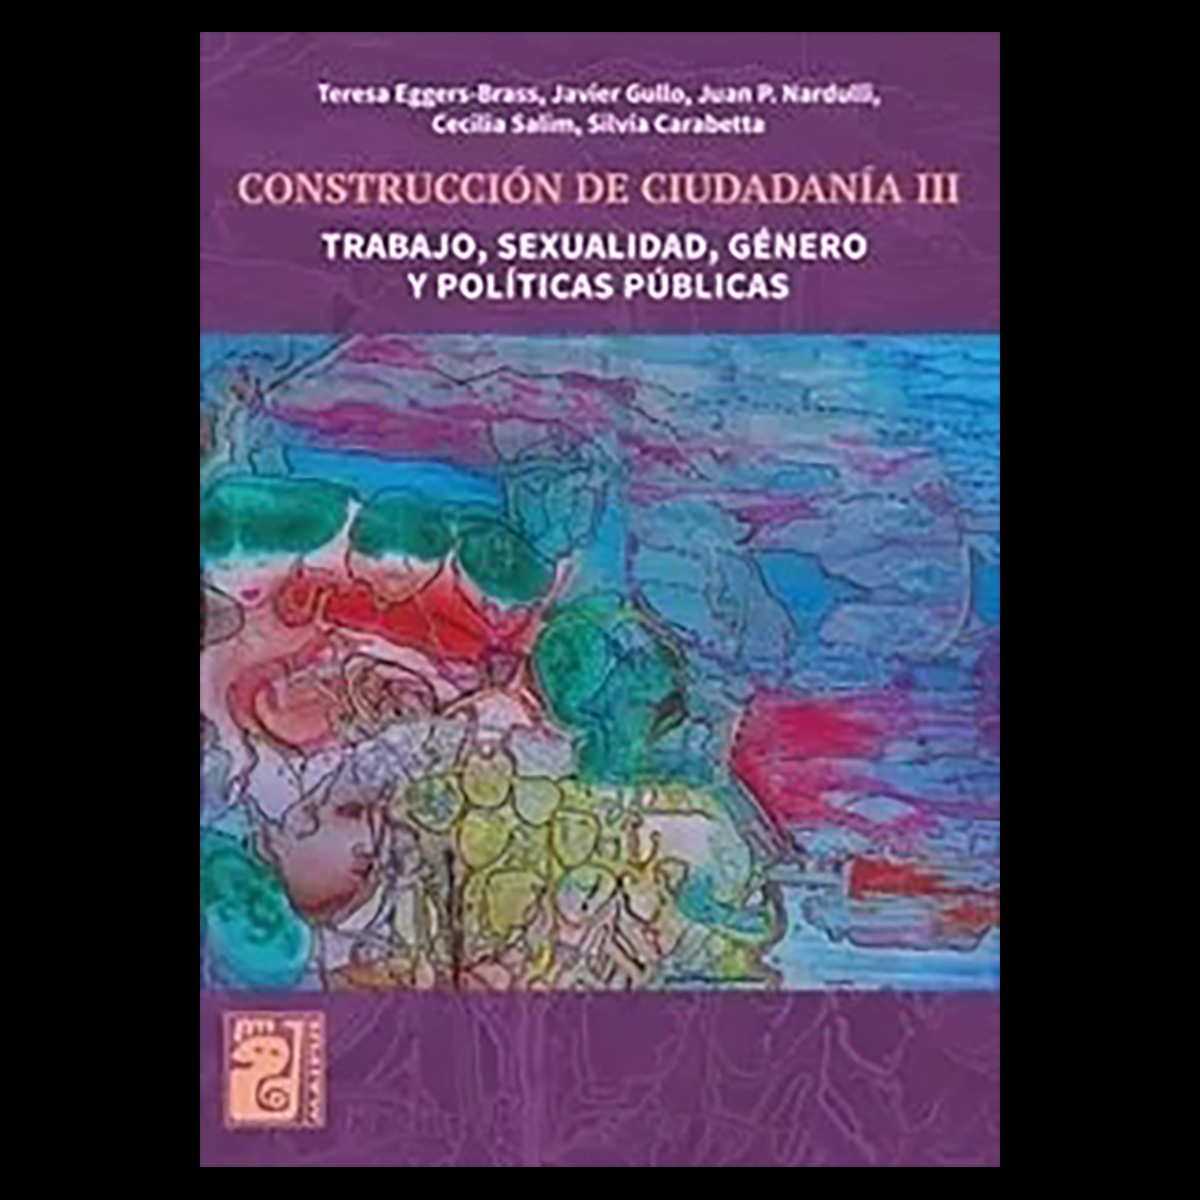 Teresa Eggers-Brass, Javier Gullo, Juan P. Nardulli,
Cecilia Salim, Silvia Carabetta
CONSTRUCCIÓN DE CIUDADANÍA III
TRABAJO, SEXUALIDAD, GÉNERO
Y POLÍTICAS PÚBLICAS
MAIPUE